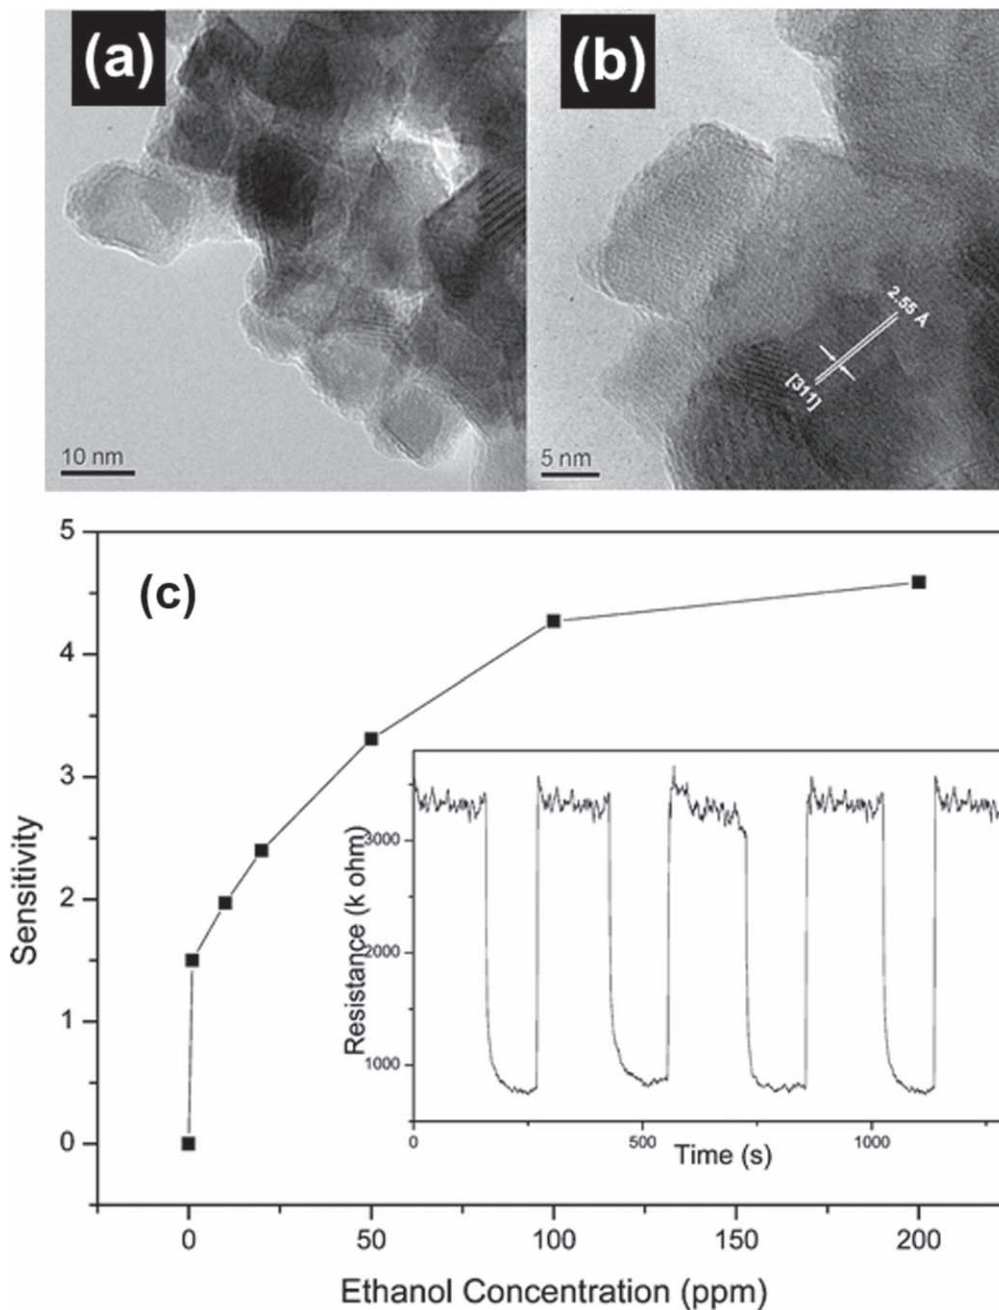 (a)
(b)
2.55 Å
[311]
10 nm
5 nm
(c)
5
4
3
2
1
0
Sensitivity
0
50
100
150
200
Ethanol Concentration (ppm)
3000
2000
1000
Resistance (k ohm)
0
500
1000
Time (s)